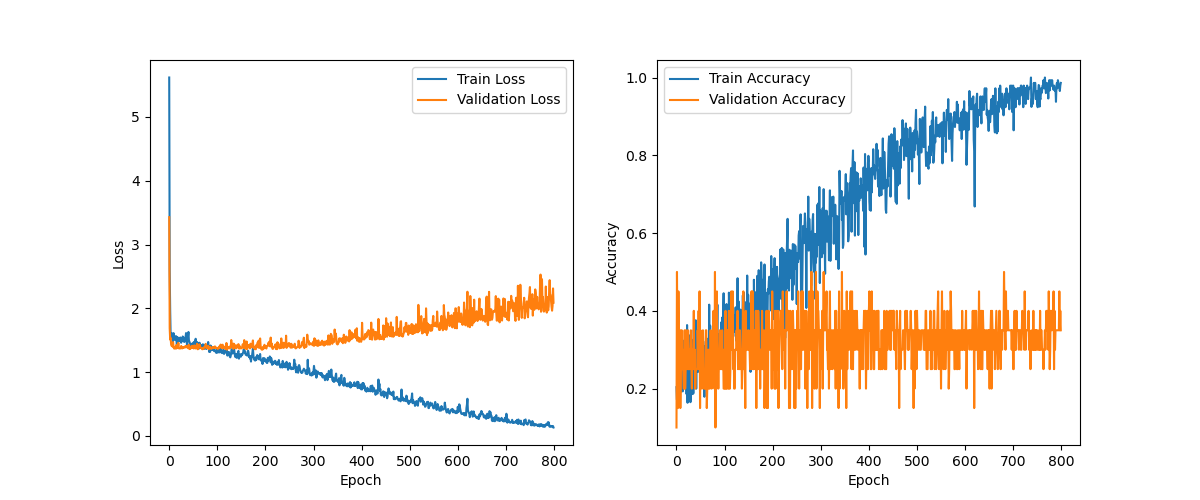 Train Loss
Validation Loss
5
4
3
2
1
0
Loss
0 100 200 300 400 500 600 700 800
Epoch
Train Accuracy
Validation Accuracy
1.0
0.8
0.6
0.4
0.2
Accuracy
0 100 200 300 400 500 600 700 800
Epoch